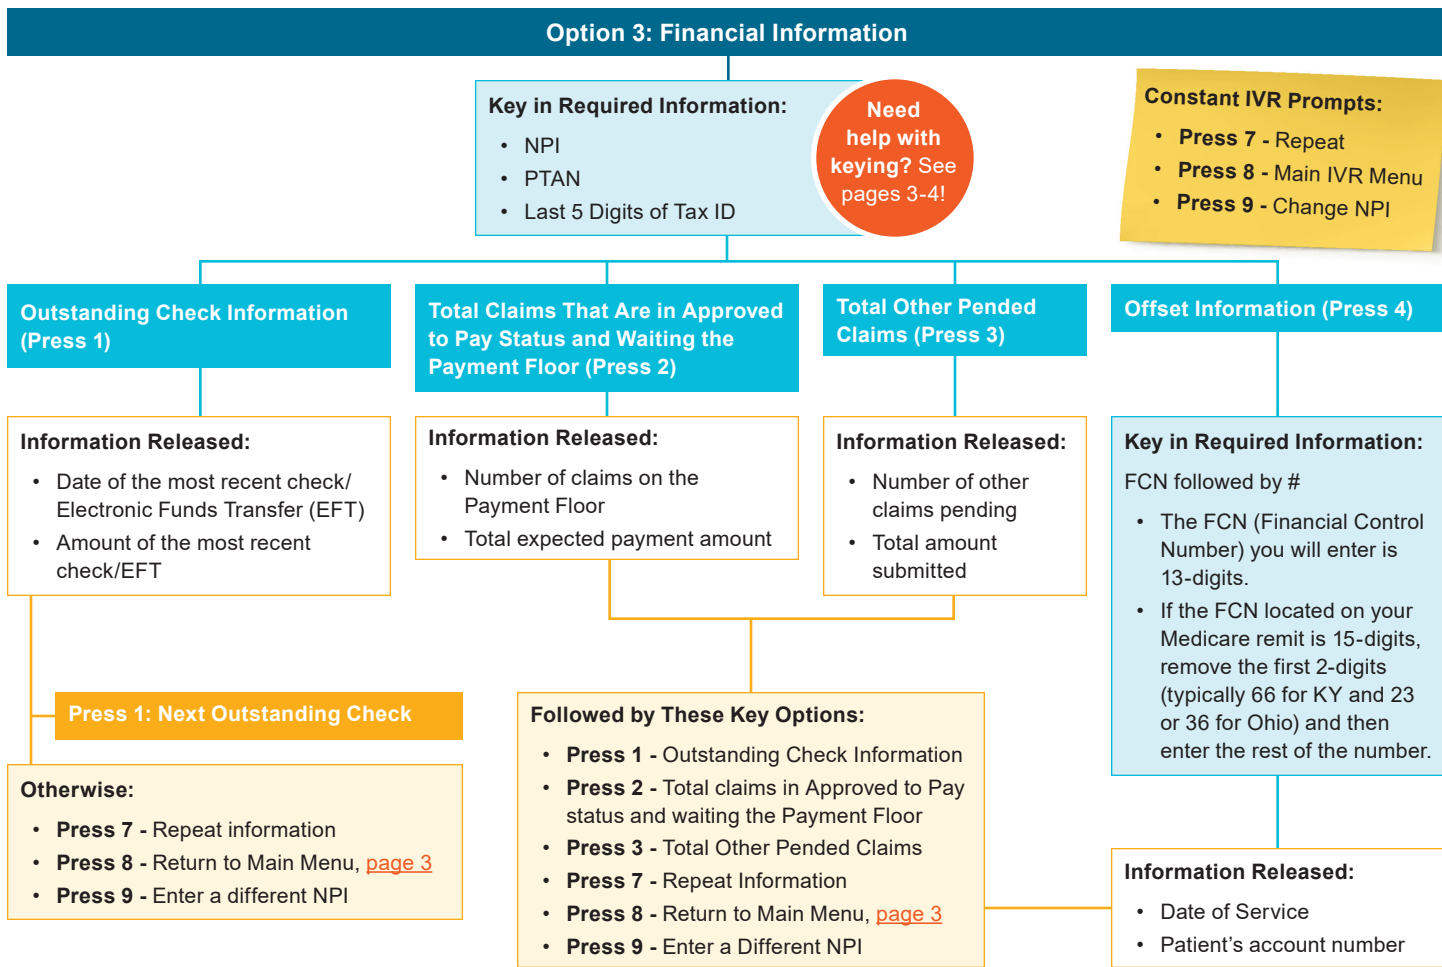 Option 3: Financial Information
Key in Required Information:
• NPI
• PTAN
• Last 5 Digits of Tax ID
Need
help with
keying? See
pages 3-4!
Constant IVR Prompts:
• Press 7 - Repeat
• Press 8 - Main IVR Menu
• Press 9 - Change NPI
Outstanding Check Information
(Press 1)
Total Claims That Are in Approved
to Pay Status and Waiting the
Payment Floor (Press 2)
Total Other Pended
Claims (Press 3)
Offset Information (Press 4)
Information Released:
• Date of the most recent check/
Electronic Funds Transfer (EFT)
• Amount of the most recent
check/EFT
Information Released:
• Number of claims on the
Payment Floor
• Total expected payment amount
Information Released:
• Number of other
claims pending
• Total amount
submitted
Key in Required Information:
FCN followed by #
• The FCN (Financial Control
Number) you will enter is
13-digits.
• If the FCN located on your
Medicare remit is 15-digits,
remove the first 2-digits
(typically 66 for KY and 23
or 36 for Ohio) and then
enter the rest of the number.
Press 1: Next Outstanding Check
Otherwise:
• Press 7 - Repeat information
• Press 8 - Return to Main Menu, page 3
• Press 9 - Enter a different NPI
Followed by These Key Options:
• Press 1 - Outstanding Check Information
• Press 2 - Total claims in Approved to Pay
status and waiting the Payment Floor
• Press 3 - Total Other Pended Claims
• Press 7 - Repeat Information
• Press 8 - Return to Main Menu, page 3
• Press 9 - Enter a Different NPI
Information Released:
• Date of Service
• Patient's account number